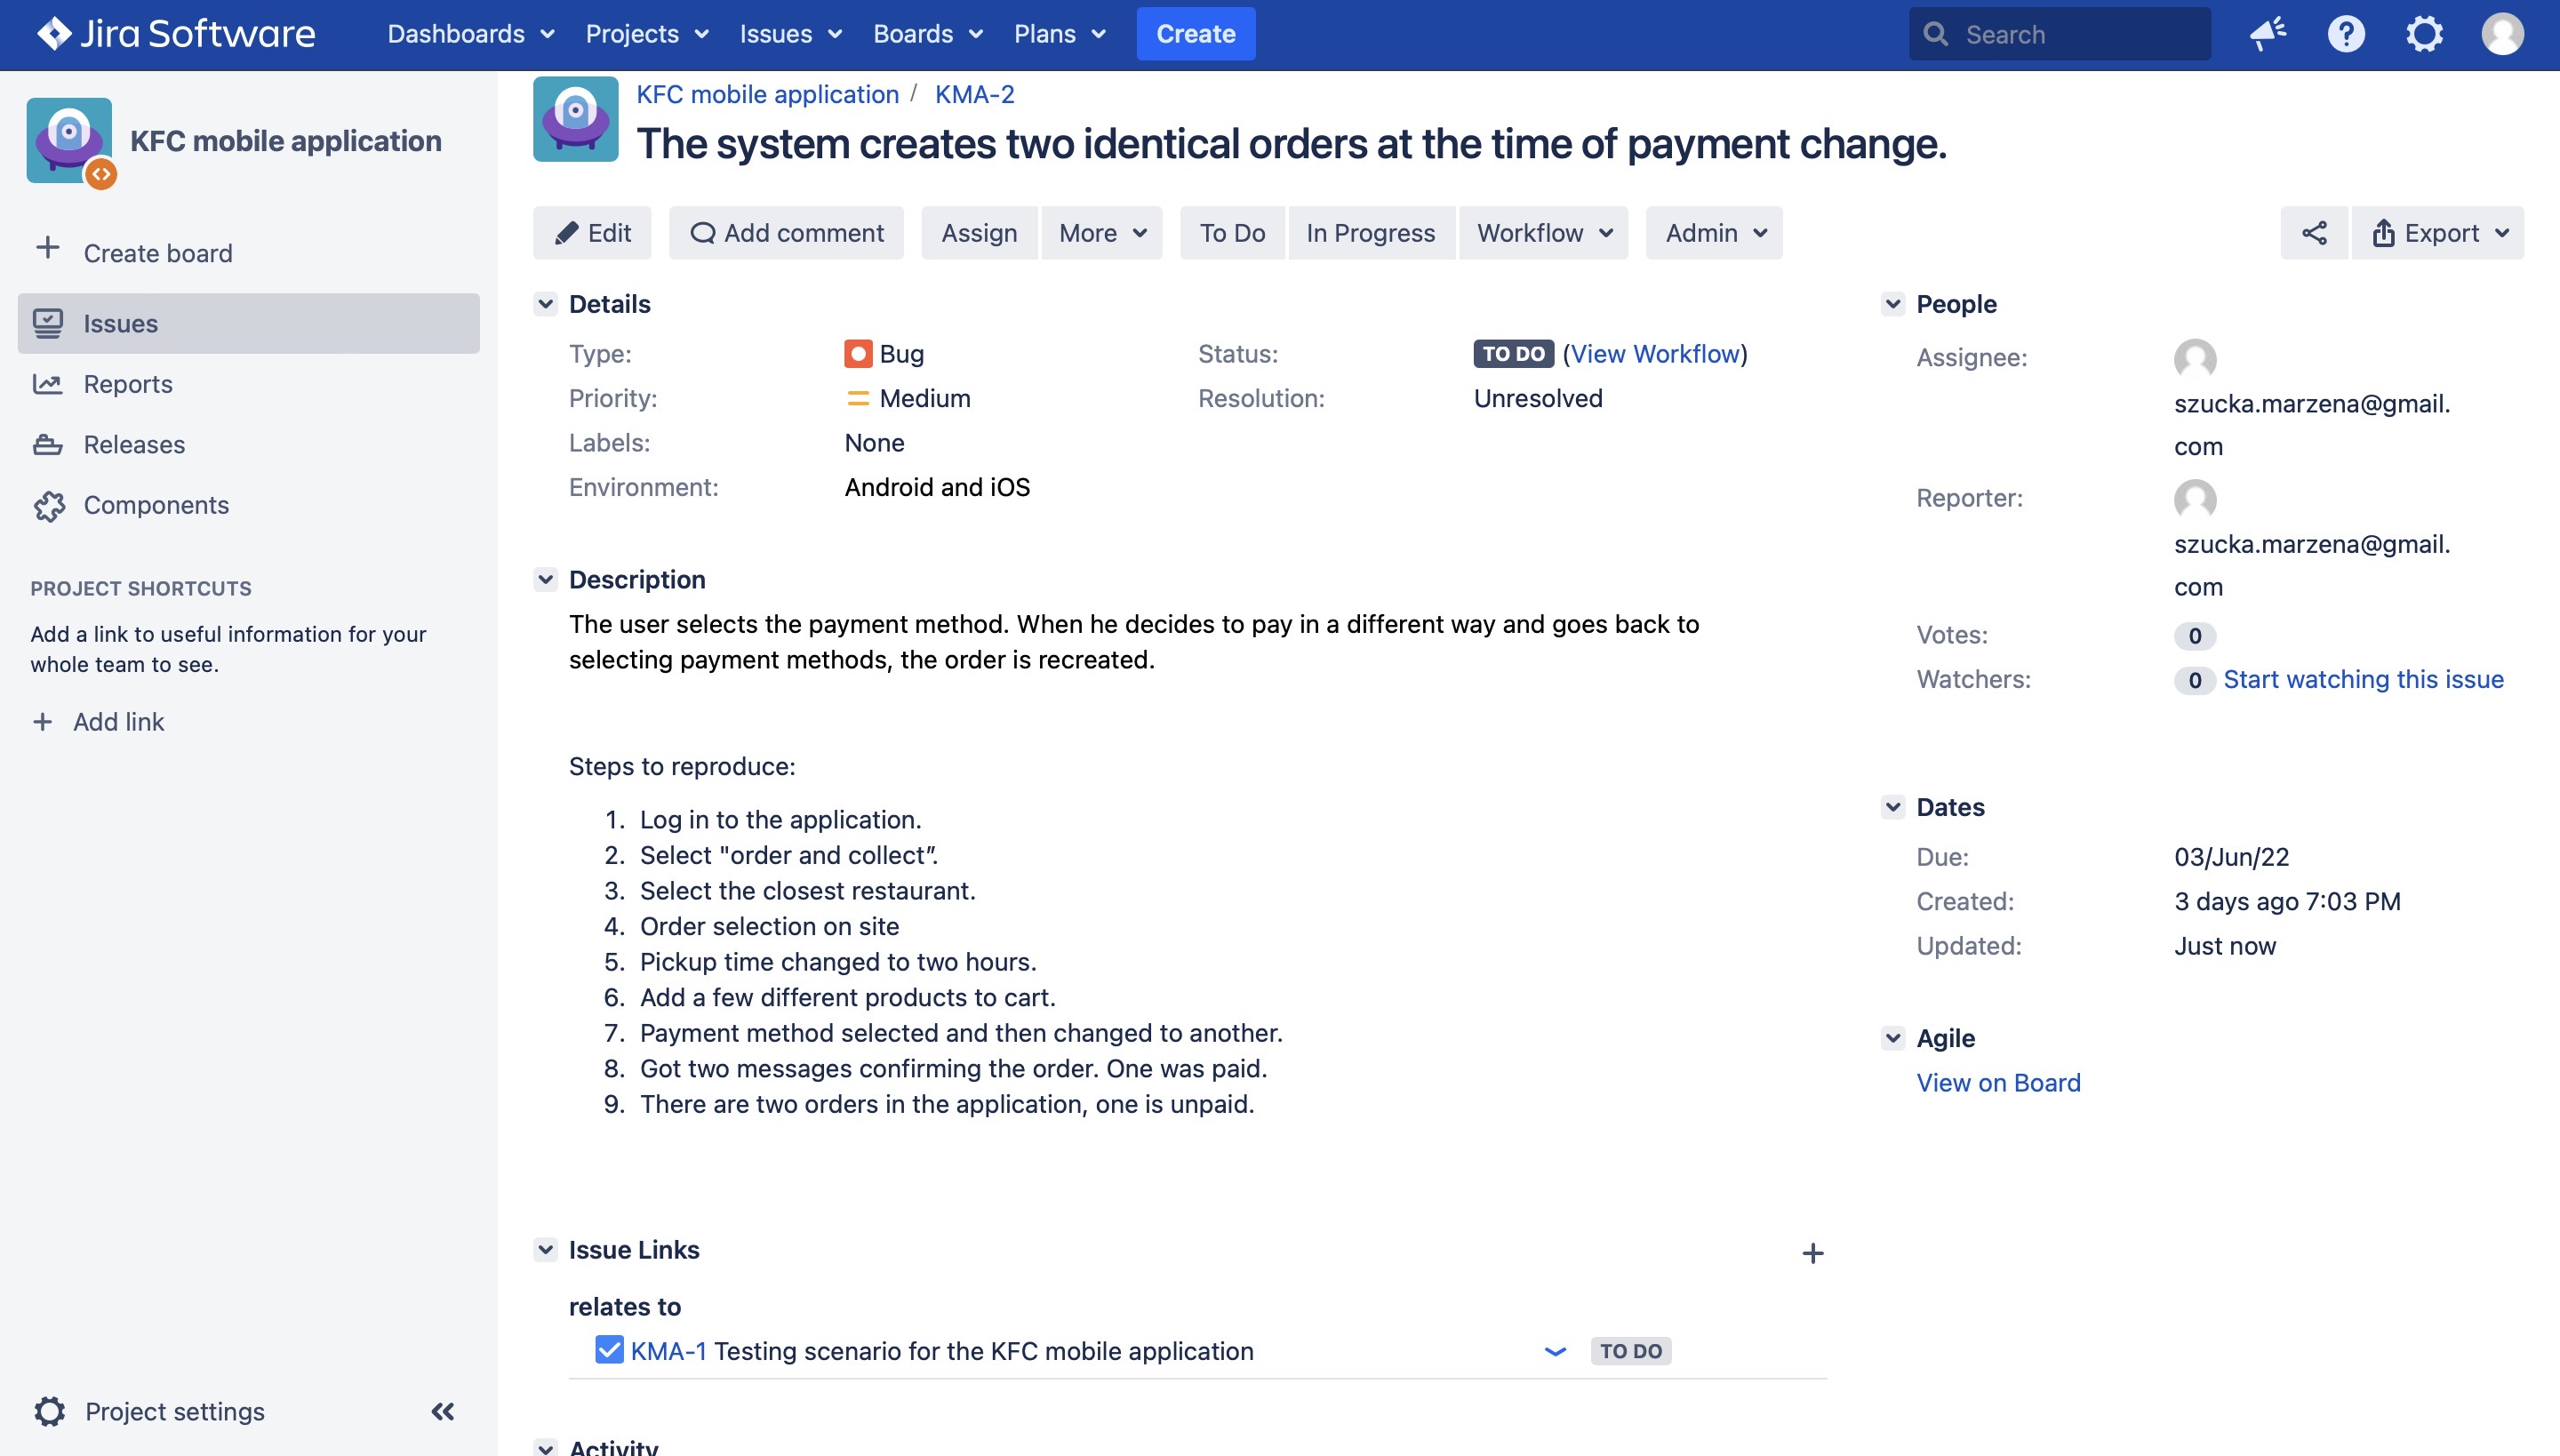 Jira Software
Dashboards
Projects
Issues
Boards
Plans
Create
Search
KFC mobile application
Create board
Issues
Reports
Releases
Components
PROJECT SHORTCUTS
Add a link to useful information for your
whole team to see.
Add link
Project settings
KFC mobile application / KMA-2
The system creates two identical orders at the time of payment change.
Edit
Add comment
Assign
More
To Do
In Progress
Workflow
Admin
Export
Details
Type: Bug
Status: TO DO (View Workflow)
Priority: Medium
Resolution: Unresolved
Labels: None
Environment: Android and iOS
Description
The user selects the payment method. When he decides to pay in a different way and goes back to
selecting payment methods, the order is recreated.
Steps to reproduce:
1. Log in to the application.
2. Select "order and collect”.
3. Select the closest restaurant.
4. Order selection on site
5. Pickup time changed to two hours.
6. Add a few different products to cart.
7. Payment method selected and then changed to another.
8. Got two messages confirming the order. One was paid.
9. There are two orders in the application, one is unpaid.
Issue Links
relates to
KMA-1 Testing scenario for the KFC mobile application TO DO
Activity
People
Assignee:
szucka.marzena@gmail.
com
Reporter:
szucka.marzena@gmail.
com
Votes: 0
Watchers: 0 Start watching this issue
Dates
Due: 03/Jun/22
Created: 3 days ago 7:03 PM
Updated: Just now
Agile
View on Board